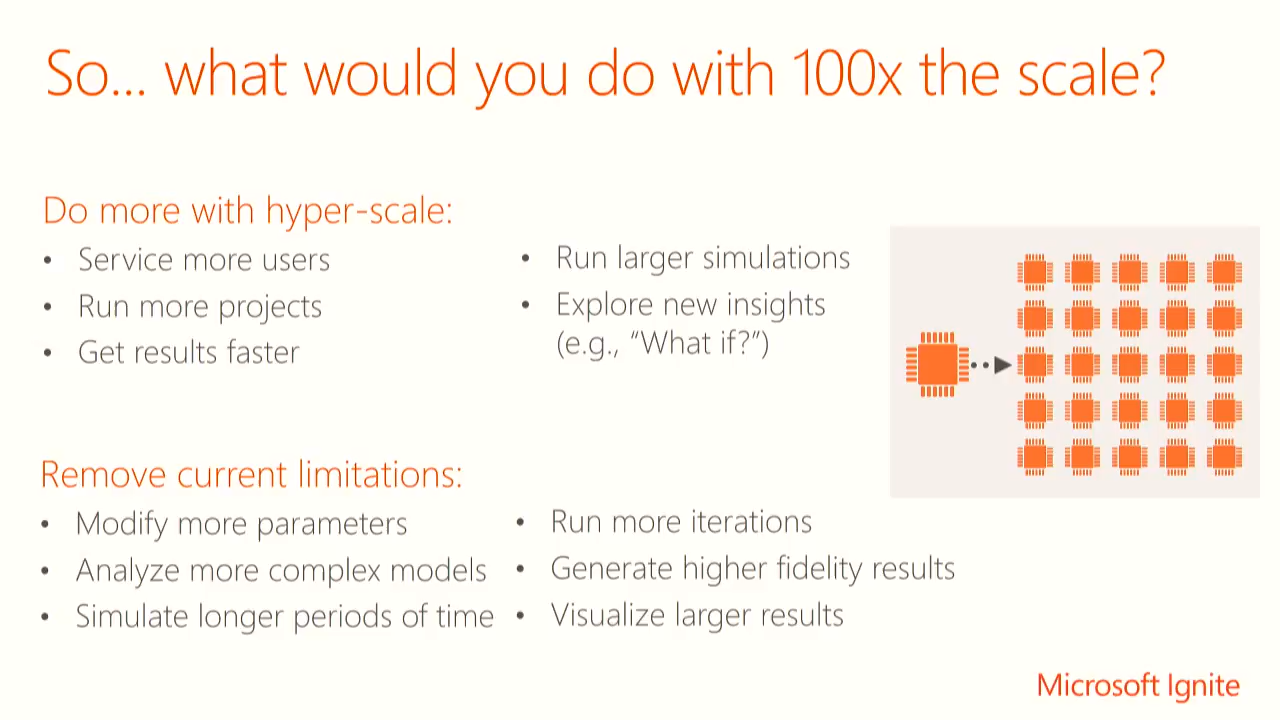 So... what would you do with 100x the scale?
Do more with hyper-scale:
• Service more users
• Run more projects
• Get results faster
• Run larger simulations
• Explore new insights
(e.g., “What if?”)
Remove current limitations:
• Modify more parameters
• Analyze more complex models
• Simulate longer periods of time
• Run more iterations
• Generate higher fidelity results
• Visualize larger results
Microsoft Ignite